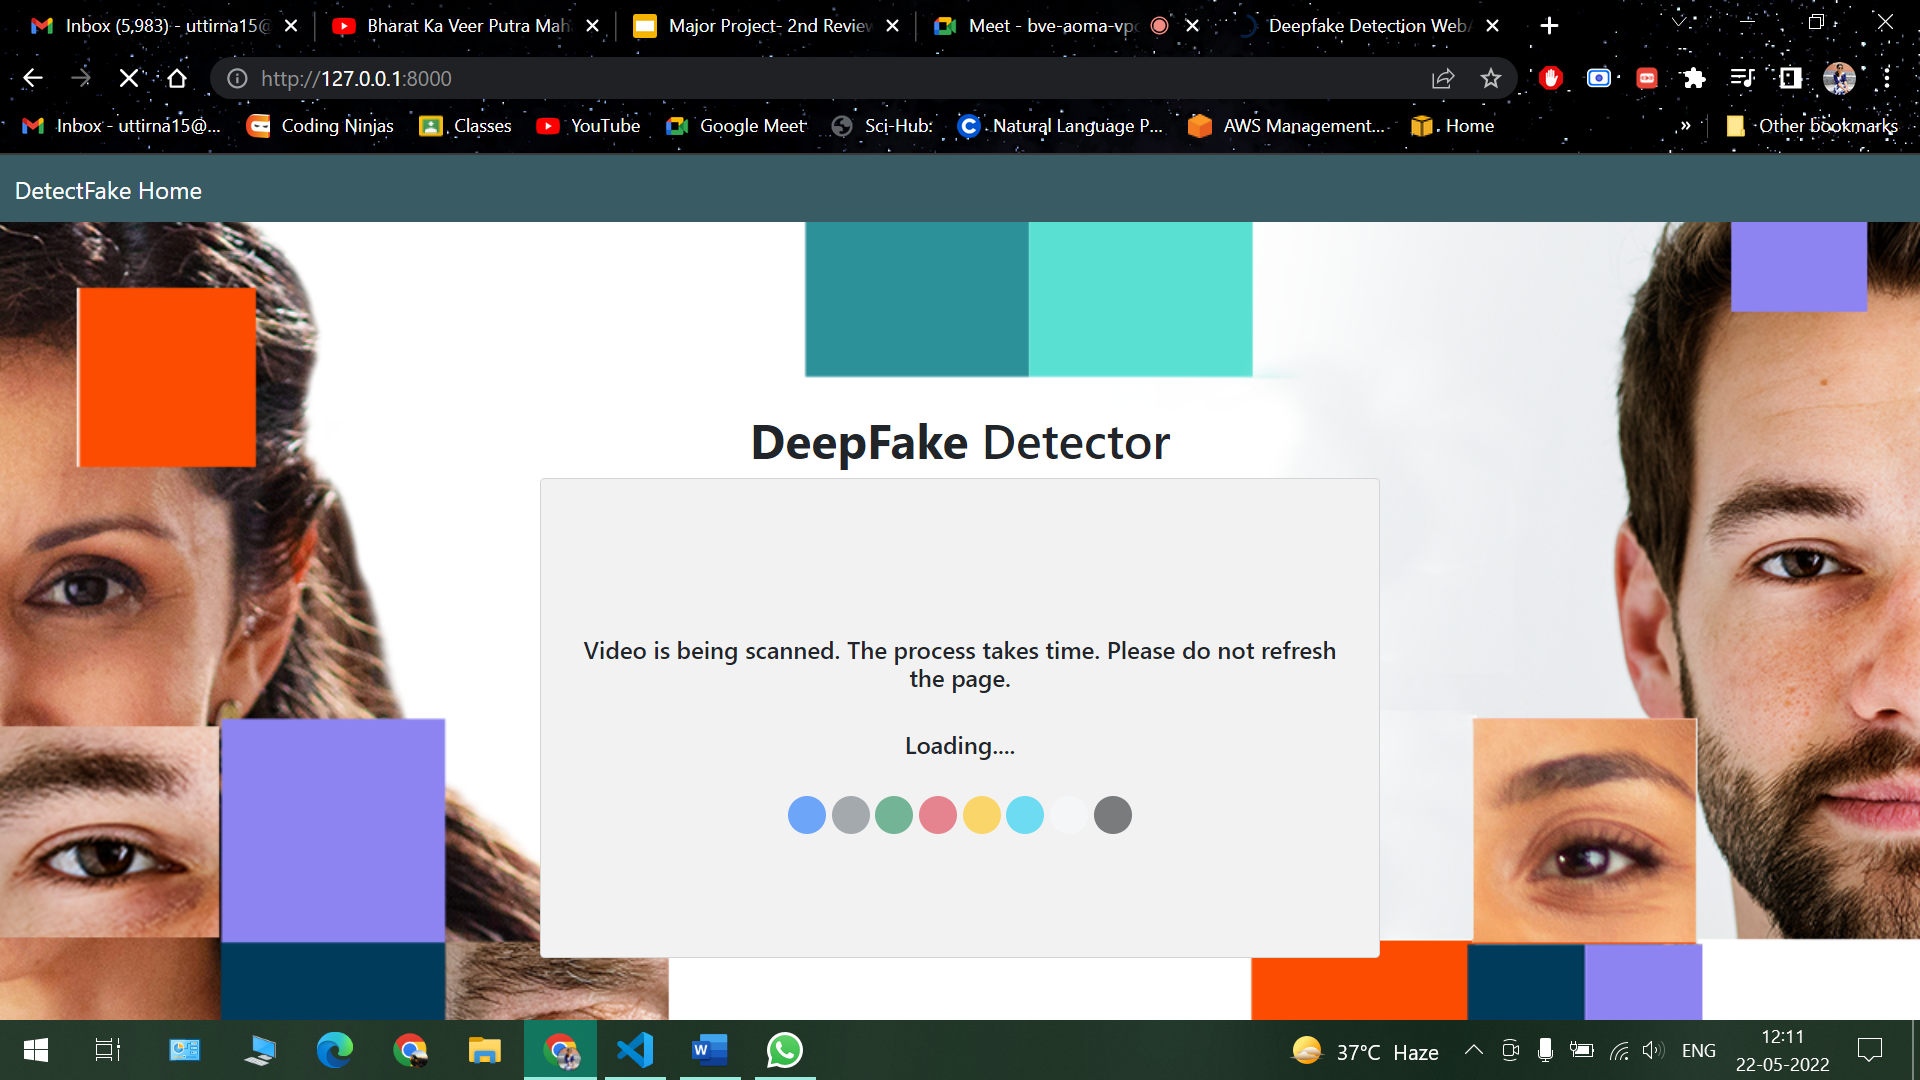 Inbox (5,983) - uttirna15@
Bharat Ka Veer Putra Mah
Major Project- 2nd Review
Meet - bve-aoma-vpc
Deepfake Detection WebA
http://127.0.0.1:8000
Inbox - uttirna15@...
Coding Ninjas
Classes
YouTube
Google Meet
Sci-Hub:
Natural Language P...
AWS Management...
Home
»
Other bookmarks
DetectFake Home
DeepFake Detector
Video is being scanned. The process takes time. Please do not refresh
the page.
Loading....
37°C Haze
ENG
12:11
22-05-2022